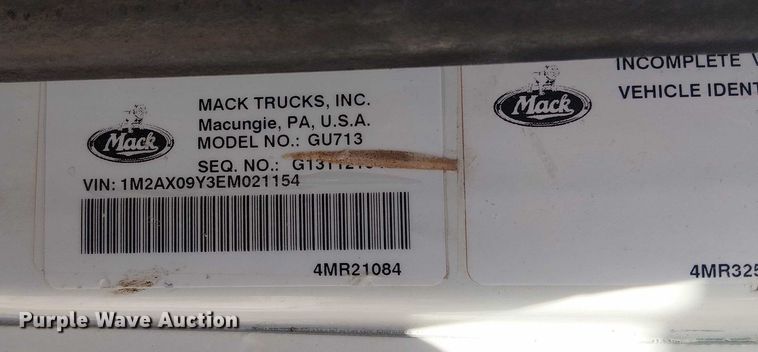 Mack
MACK TRUCKS, INC.
Macungie, PA, U.S.A.
MODEL NO.: GU713
SEQ. NO.:
VIN: 1M2AX09Y3EM021154
4MR21084
Mack
INCOMPLETE V
VEHICLE IDENT
4MR325
Purple Wave Auction